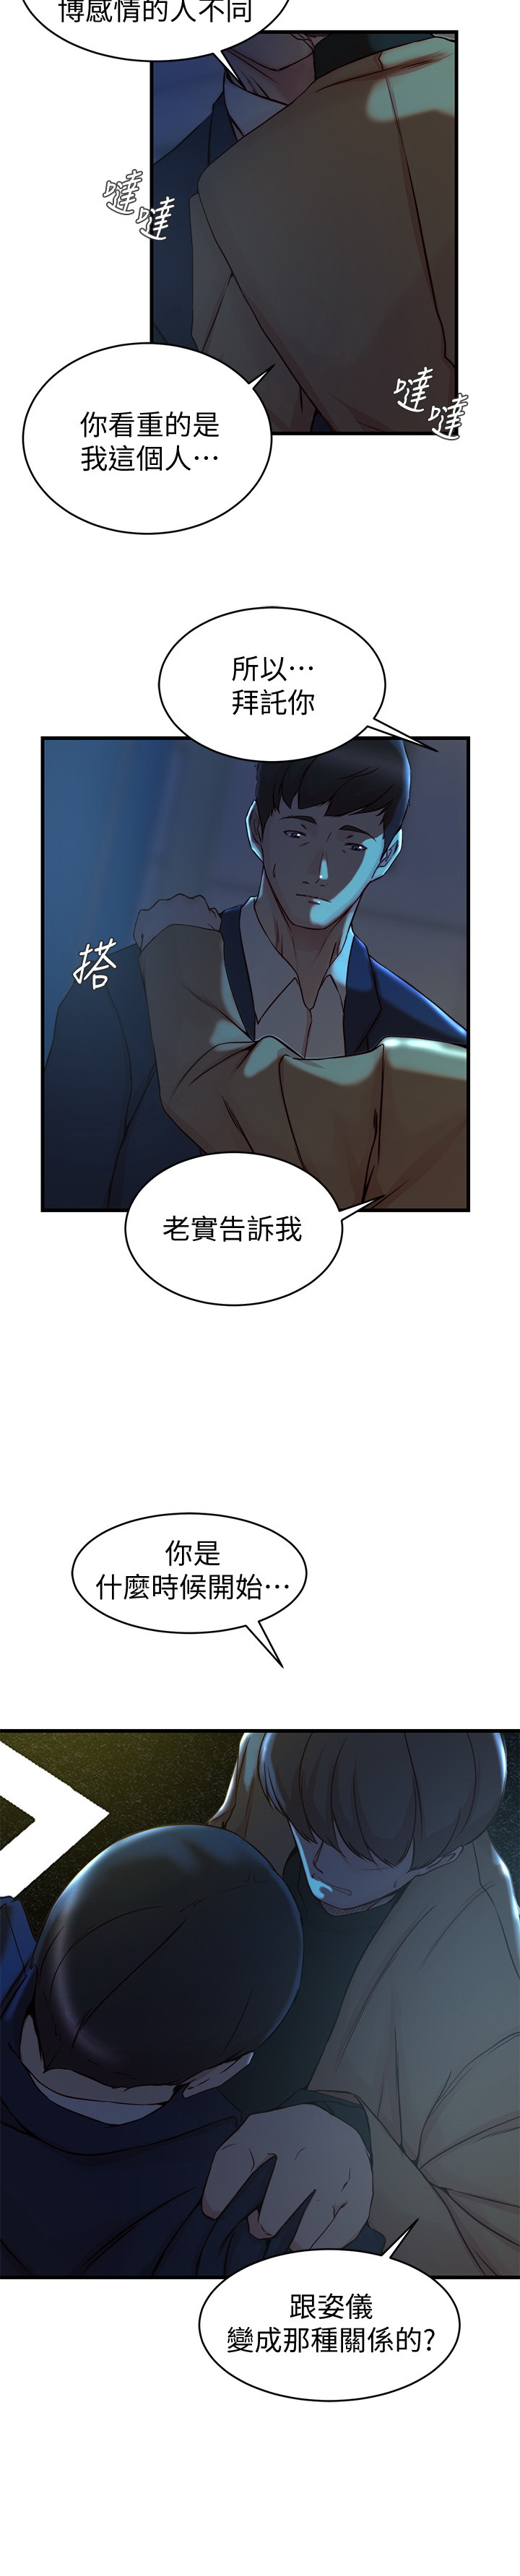 博感情的人不同
噠
噠
噠
噠
你看重的是
我這個人…
所以…
拜託你
搭
老實告訴我
你是
什麼時候開始…
跟姿儀
變成那種關係的?